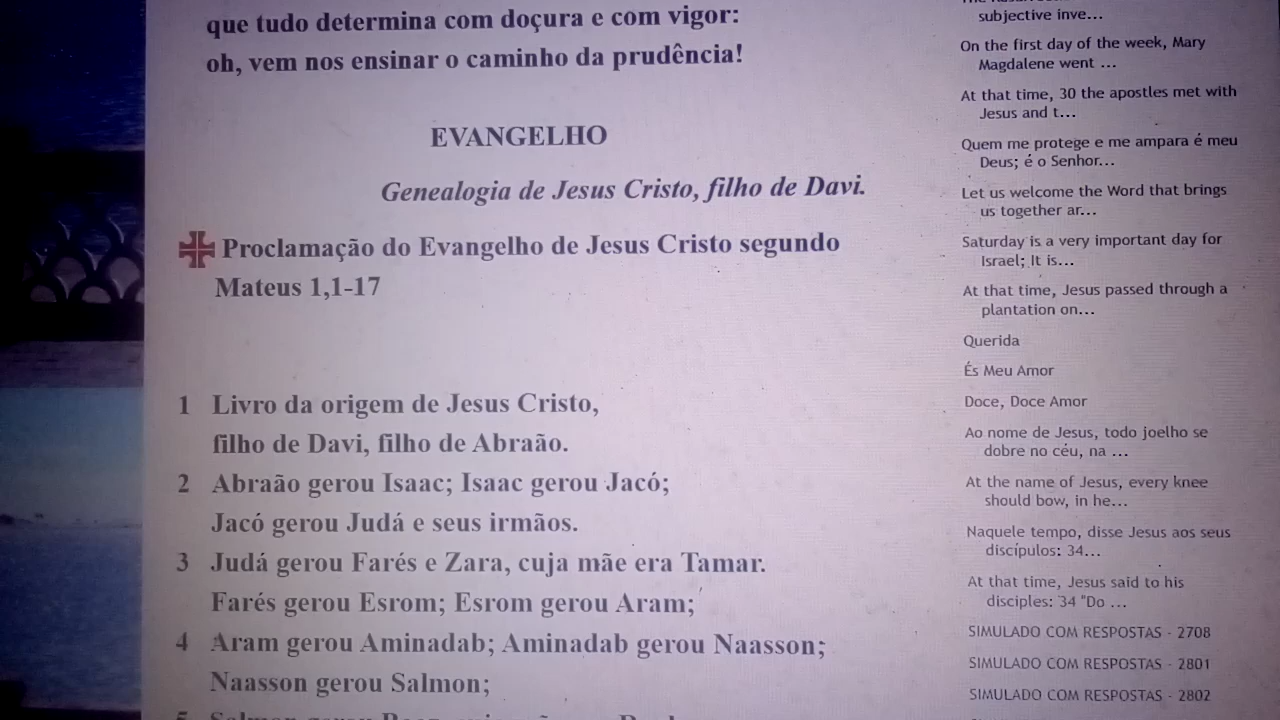 que tudo determina com doçura e com vigor:
oh, vem nos ensinar o caminho da prudência!
EVANGELHO
Genealogia de Jesus Cristo, filho de Davi.
Proclamação do Evangelho de Jesus Cristo segundo
Mateus 1,1-17
1 Livro da origem de Jesus Cristo,
filho de Davi, filho de Abraão.
2 Abraão gerou Isaac; Isaac gerou Jacó;
Jacó gerou Judá e seus irmãos.
3 Judá gerou Farés e Zara, cuja mãe era Tamar.
Farés gerou Esrom; Esrom gerou Aram;
4 Aram gerou Aminadab; Aminadab gerou Naasson;
Naasson gerou Salmon;
subjective inve...
On the first day of the week, Mary
Magdalene went ...
At that time, 30 the apostles met with
Jesus and t...
Quem me protege e me ampara é meu
Deus; é o Senhor...
Let us welcome the Word that brings
us together ar...
Saturday is a very important day for
Israel; It is...
At that time, Jesus passed through a
plantation on...
Querida
És Meu Amor
Doce, Doce Amor
Ao nome de Jesus, todo joelho se
dobre no céu, na ...
At the name of Jesus, every knee
should bow, in he...
Naquele tempo, disse Jesus aos seus
discípulos: 34...
At that time, Jesus said to his
disciples: 34 "Do ...
SIMULADO COM RESPOSTAS - 2708
SIMULADO COM RESPOSTAS - 2801
SIMULADO COM RESPOSTAS - 2802